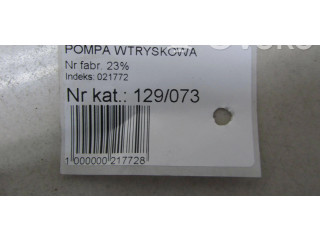 POMPA WTRYSKOWA
Nr fabr. 23%
Indeks: 021772
Nr kat.: 129/073
1 000000 217728